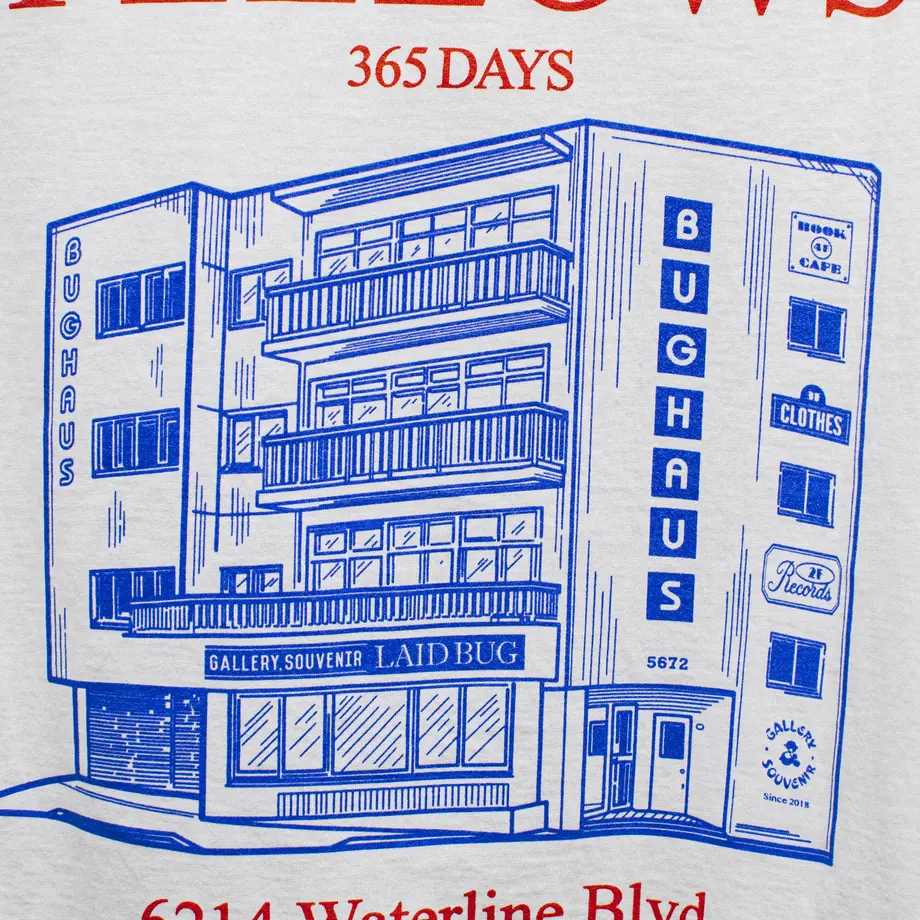 365 DAYS
BUGHAUS
BUGHAUS
BOOK
4F
CAFE
3F
CLOTHES
2F
Records
GALLERY
SOUVENIR
Since 2018
5672
GALLERY.SOUVENIR LAID BUG
6214 Waterline Blvd.